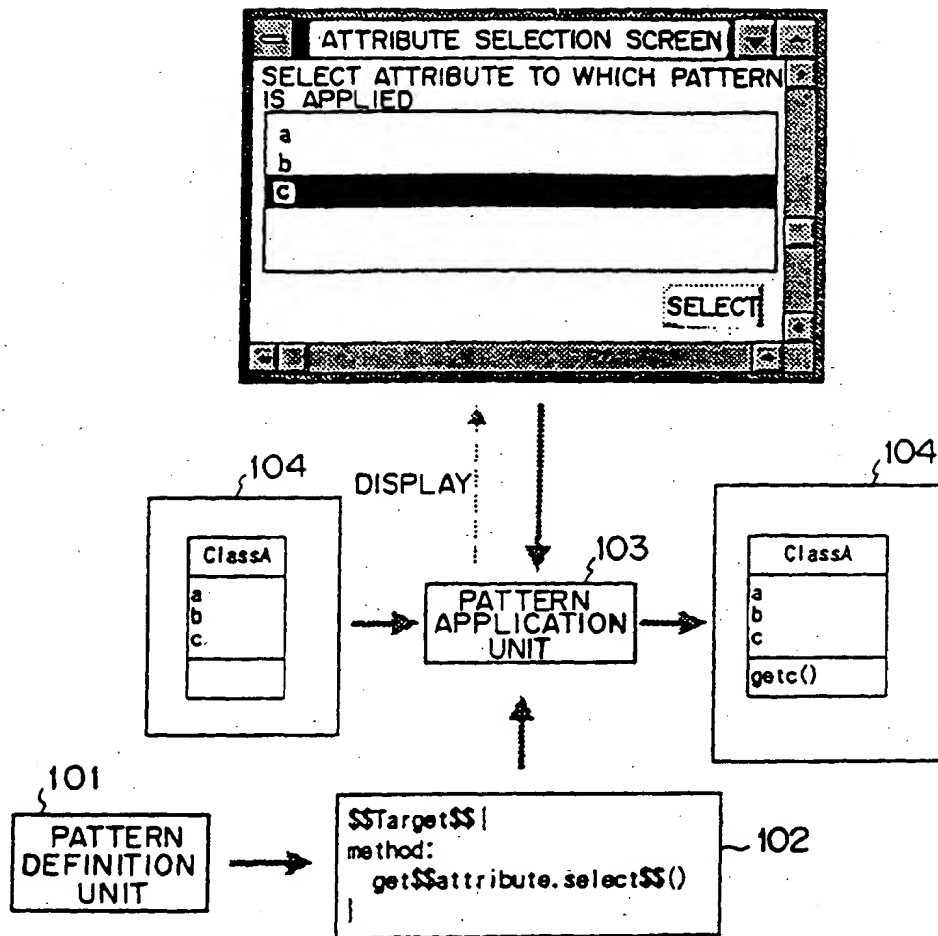 ATTRIBUTE SELECTION SCREEN
SELECT ATTRIBUTE TO WHICH PATTERN
IS APPLIED
a
b
c
SELECT
DISPLAY
104
ClassA
a
b
c
103
PATTERN
APPLICATION
UNIT
104
ClassA
a
b
c
getc()
101
PATTERN
DEFINITION
UNIT
$$Target$${
method:
get$$attribute.select$$()
}
102